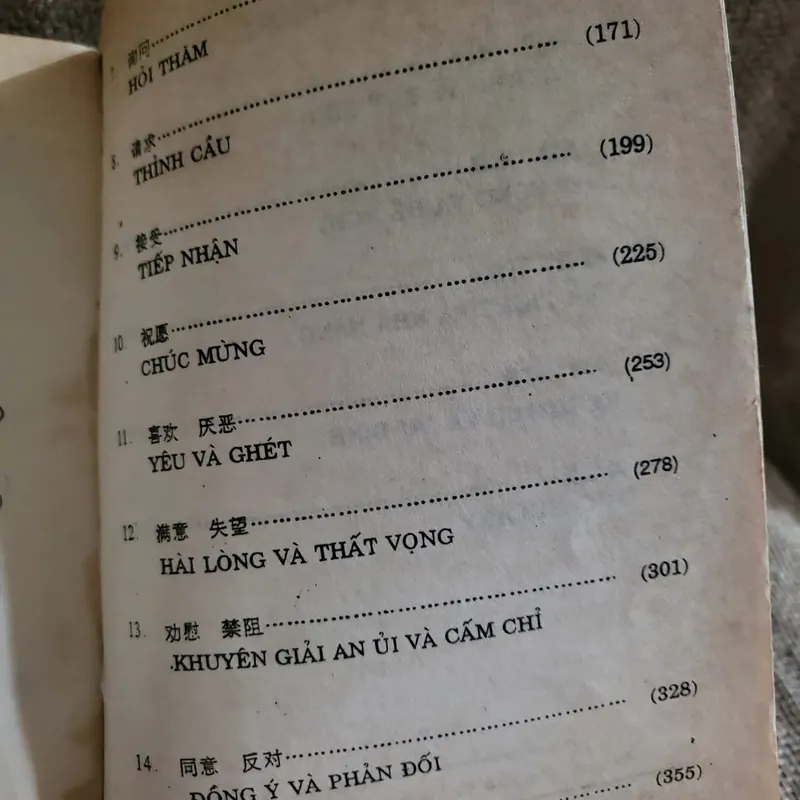 询问…………(171)
HỎI THĂM
8. 请求…………(199)
THỈNH CẦU
9. 接受…………(225)
TIẾP NHẬN
10. 祝愿…………(253)
CHÚC MỪNG
11. 喜欢 厌恶…………(278)
YÊU VÀ GHÉT
12. 满意 失望…………(301)
HÀI LÒNG VÀ THẤT VỌNG
13. 劝慰 禁阻…………(328)
KHUYÊN GIẢI AN ỦI VÀ CẤM CHỈ
14. 同意 反对…………(355)
ĐỒNG Ý VÀ PHẢN ĐỐI